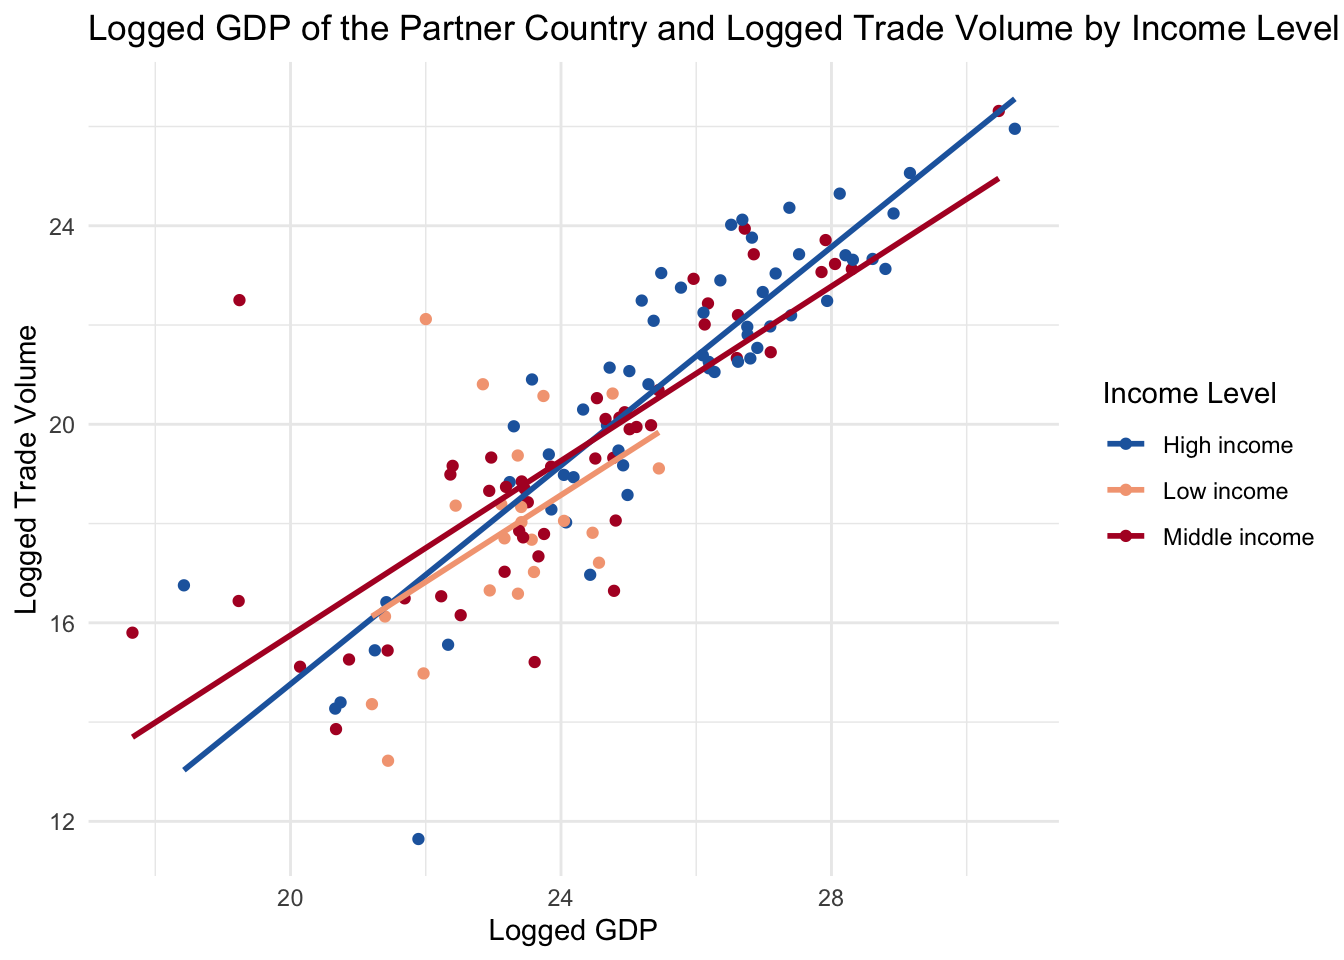 Logged GDP of the Partner Country and Logged Trade Volume by Income Level
Logged Trade Volume
24
20
16
12
20
24
28
Logged GDP
Income Level
High income
Low income
Middle income